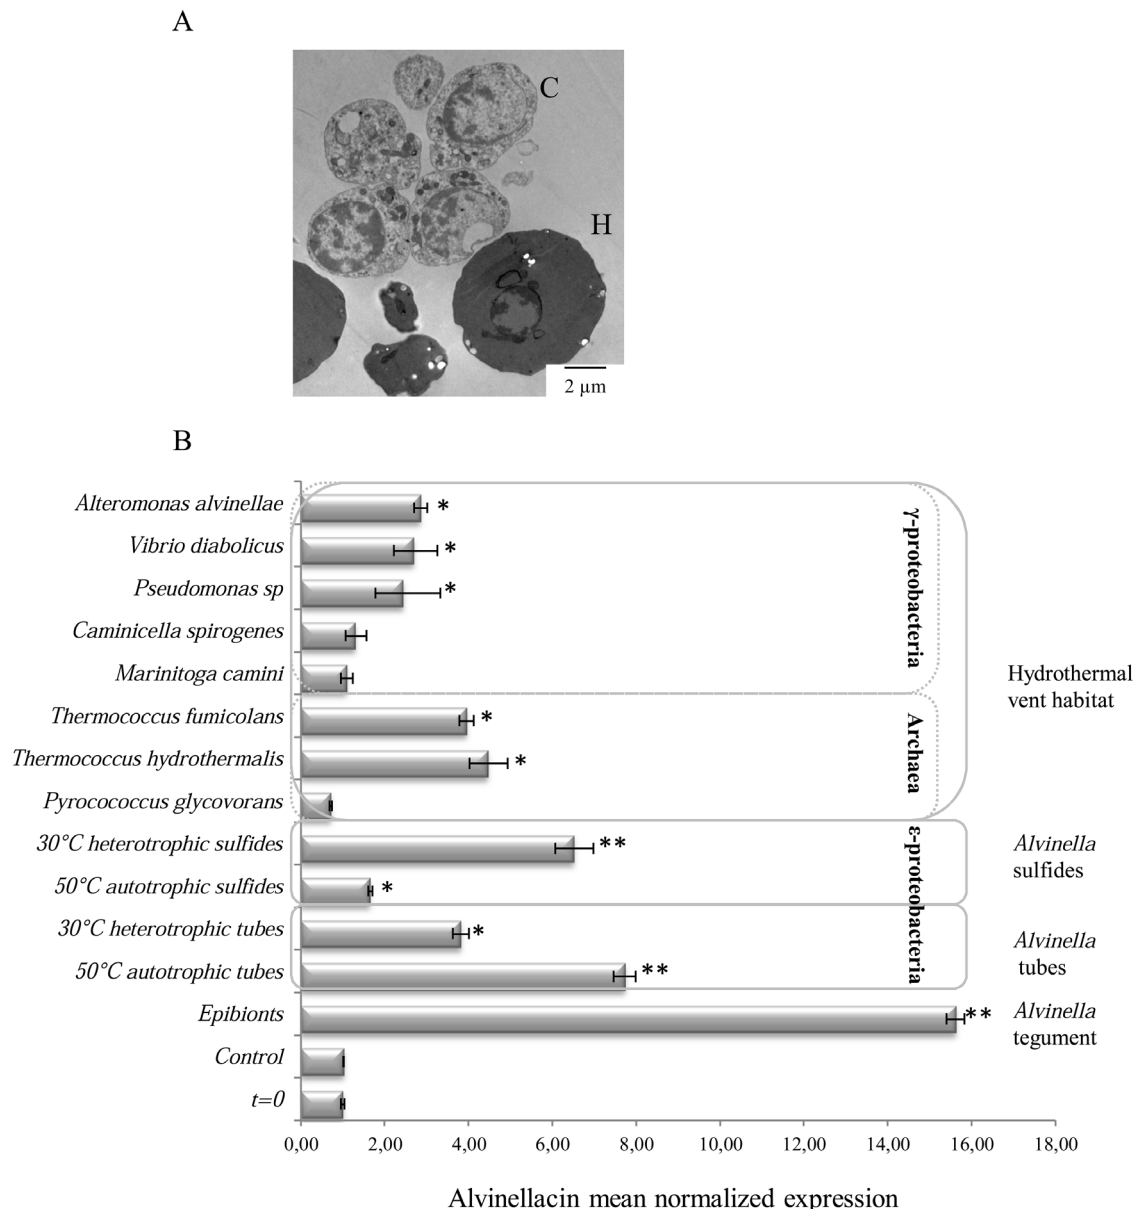 A
C
H
2 µm
B
Alteromonas alvinellae
*
Vibrio diabolicus
*
Pseudomonas sp
*
Caminicella spirogenes
Marinitoga camini
γ-proteobacteria
Thermococcus fumicolans
*
Thermococcus hydrothermalis
*
Pyrocococcus glycovorans
Archaea
Hydrothermal
vent habitat
30°C heterotrophic sulfides
**
50°C autotrophic sulfides
*
Alvinella
sulfides
30°C heterotrophic tubes
*
50°C autotrophic tubes
**
ε-proteobacteria
Alvinella
tubes
Epibionts
**
Alvinella
tegument
Control
t=0
0,00 2,00 4,00 6,00 8,00 10,00 12,00 14,00 16,00 18,00
Alvinellacin mean normalized expression